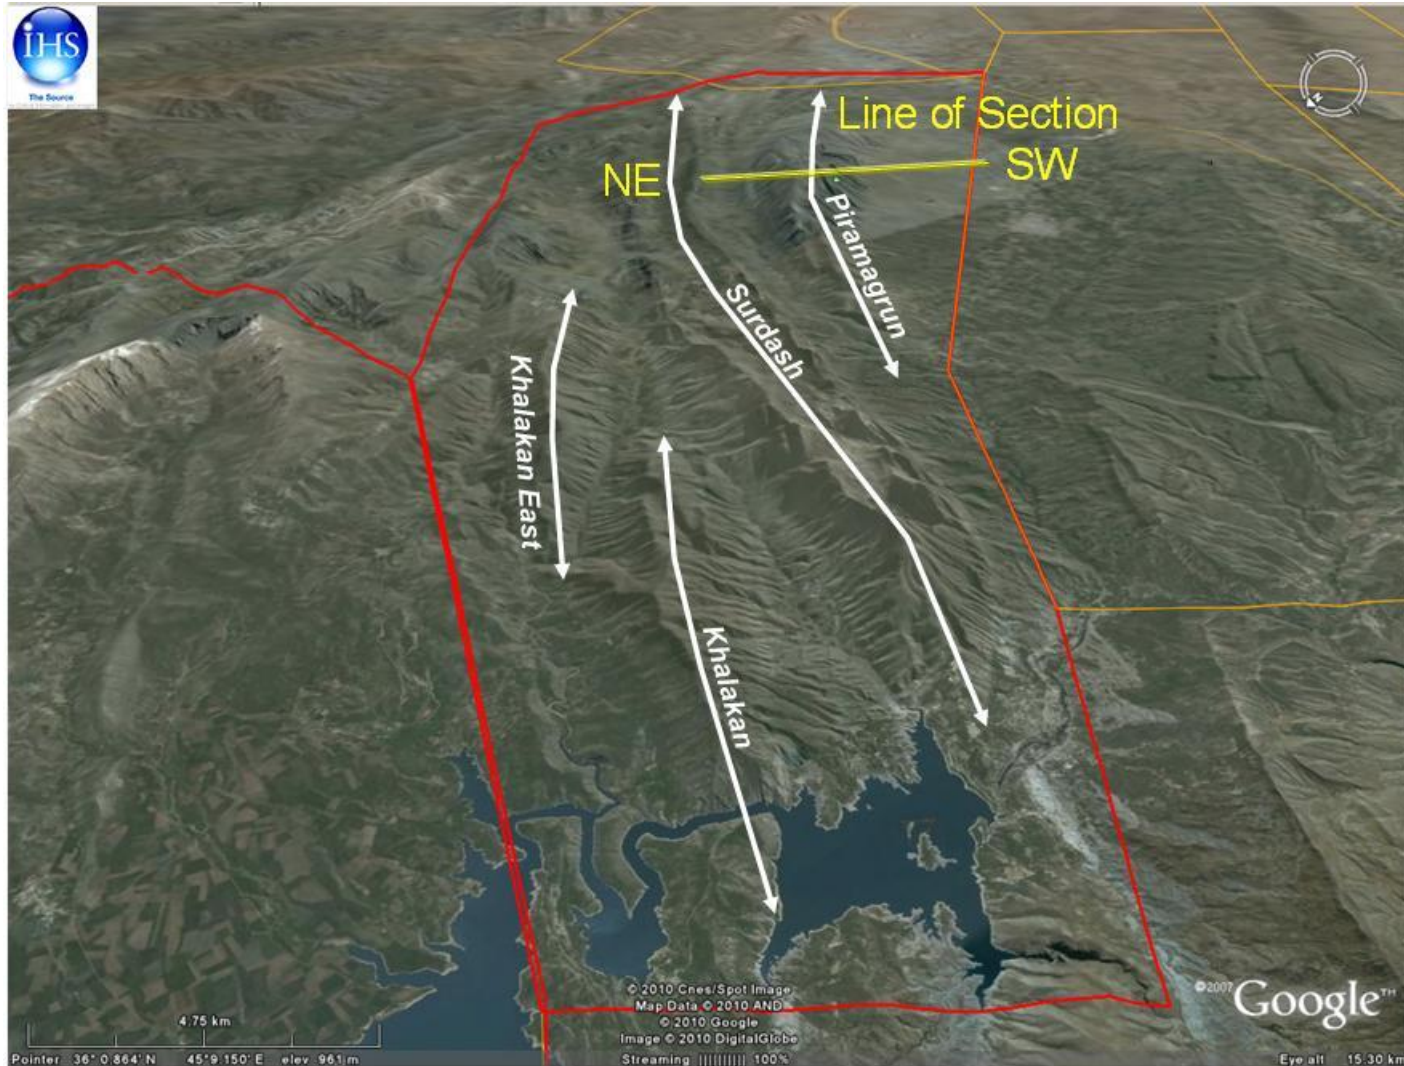 iHS
The Source
Line of Section
NE
SW
Piramagrun
Surdash
Khalakan East
Khalakan
N
© 2010 Cnes/Spot Image
Map Data © 2010 AND
© 2010 Google
Image © 2010 DigitalGlobe
©2007 Google™
4.75 km
Pointer 36° 0.864' N 45° 9.150' E elev 961 m
Streaming |||||||||| 100%
Eye alt 15.30 km